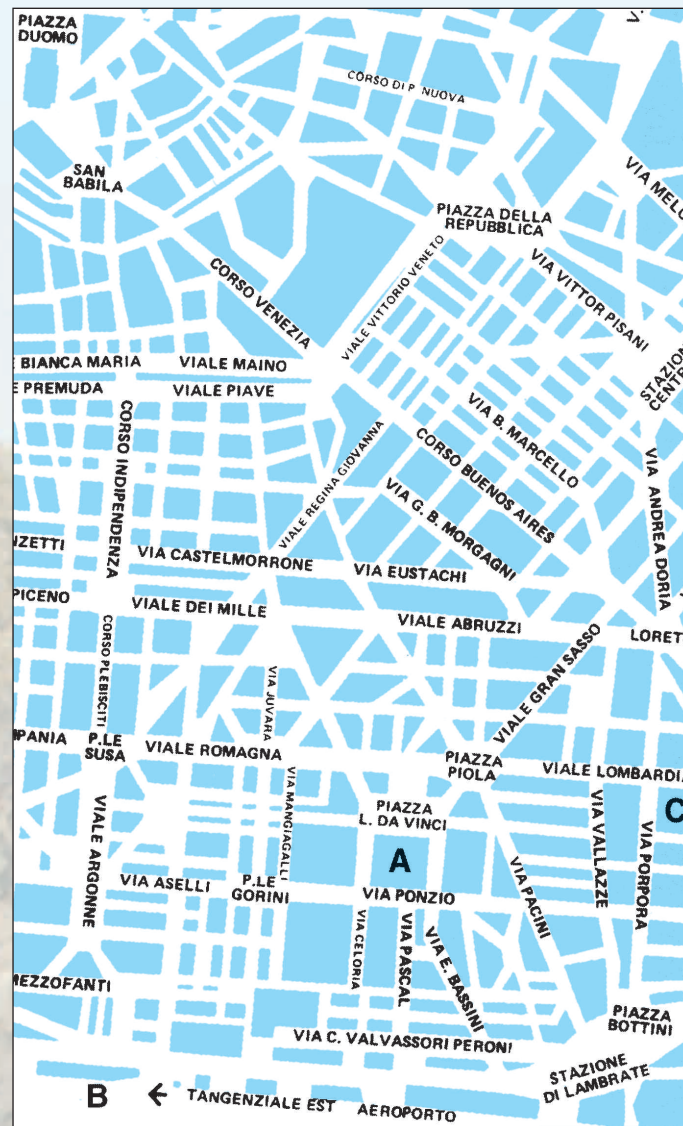 PIAZZA
DUOMO
V.
CORSO DI P. NUOVA
SAN
BABILA
VIA MELC
PIAZZA DELLA
REPUBBLICA
VIA VITTOR PISANI
CORSO VENEZIA
VIALE VITTORIO VENETO
E BIANCA MARIA
VIALE MAINO
STAZIO
CENTR
E PREMUDA
VIALE PIAVE
VIA B. MARCELLO
CORSO INDIPENDENZA
VIALE REGINA GIOVANNA
CORSO BUENOS AIRES
VIA ANDREA DORIA
VIA G. B. MORGAGNI
NZETTI
VIA CASTELMORRONE
VIA EUSTACHI
PICENO
VIALE DEI MILLE
VIALE ABRUZZI
LORET
CORSO PLEBISCITI
VIALE GRAN SASSO
VIA JUVARA
MPANIA
P.LE
SUSA
VIALE ROMAGNA
PIAZZA
PIOLA
VIALE LOMBARDIA
VIA MANGIAGALLI
VIALE ARGONNE
PIAZZA
L. DA VINCI
C
VIA VALLAZZE
VIA PORPORA
A
VIA PACINI
VIA ASELLI
P.LE
GORINI
VIA PONZIO
VIA CELORIA
VIA PASCAL
VIA E. BASSINI
MEZZOFANTI
PIAZZA
BOTTINI
VIA C. VALVASSORI PERONI
STAZIONE
DI LAMBRATE
B ← TANGENZIALE EST AEROPORTO